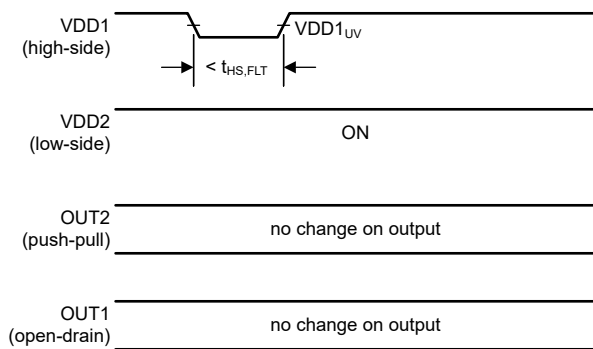 VDD1
(high-side)
VDD1UV
< tHS,FLT
VDD2
(low-side)
ON
OUT2
(push-pull)
no change on output
OUT1
(open-drain)
no change on output